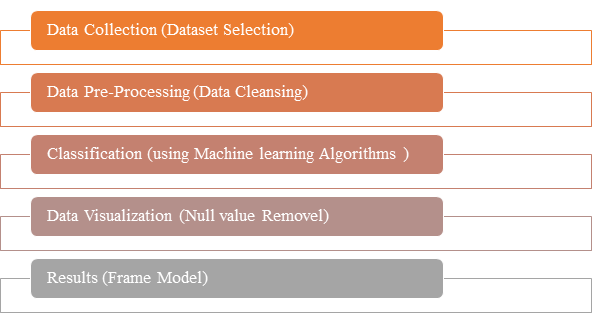 Data Collection (Dataset Selection)
Data Pre-Processing (Data Cleansing)
Classification (using Machine learning Algorithms )
Data Visualization (Null value Removel)
Results (Frame Model)